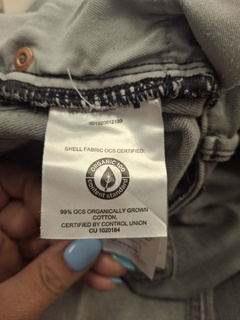 SHELL FABRIC OCS CERTIFIED:
ORGANIC 100
content standard
99% OCS ORGANICALLY GROWN
COTTON,
CERTIFIED BY CONTROL UNION
CU 1020184